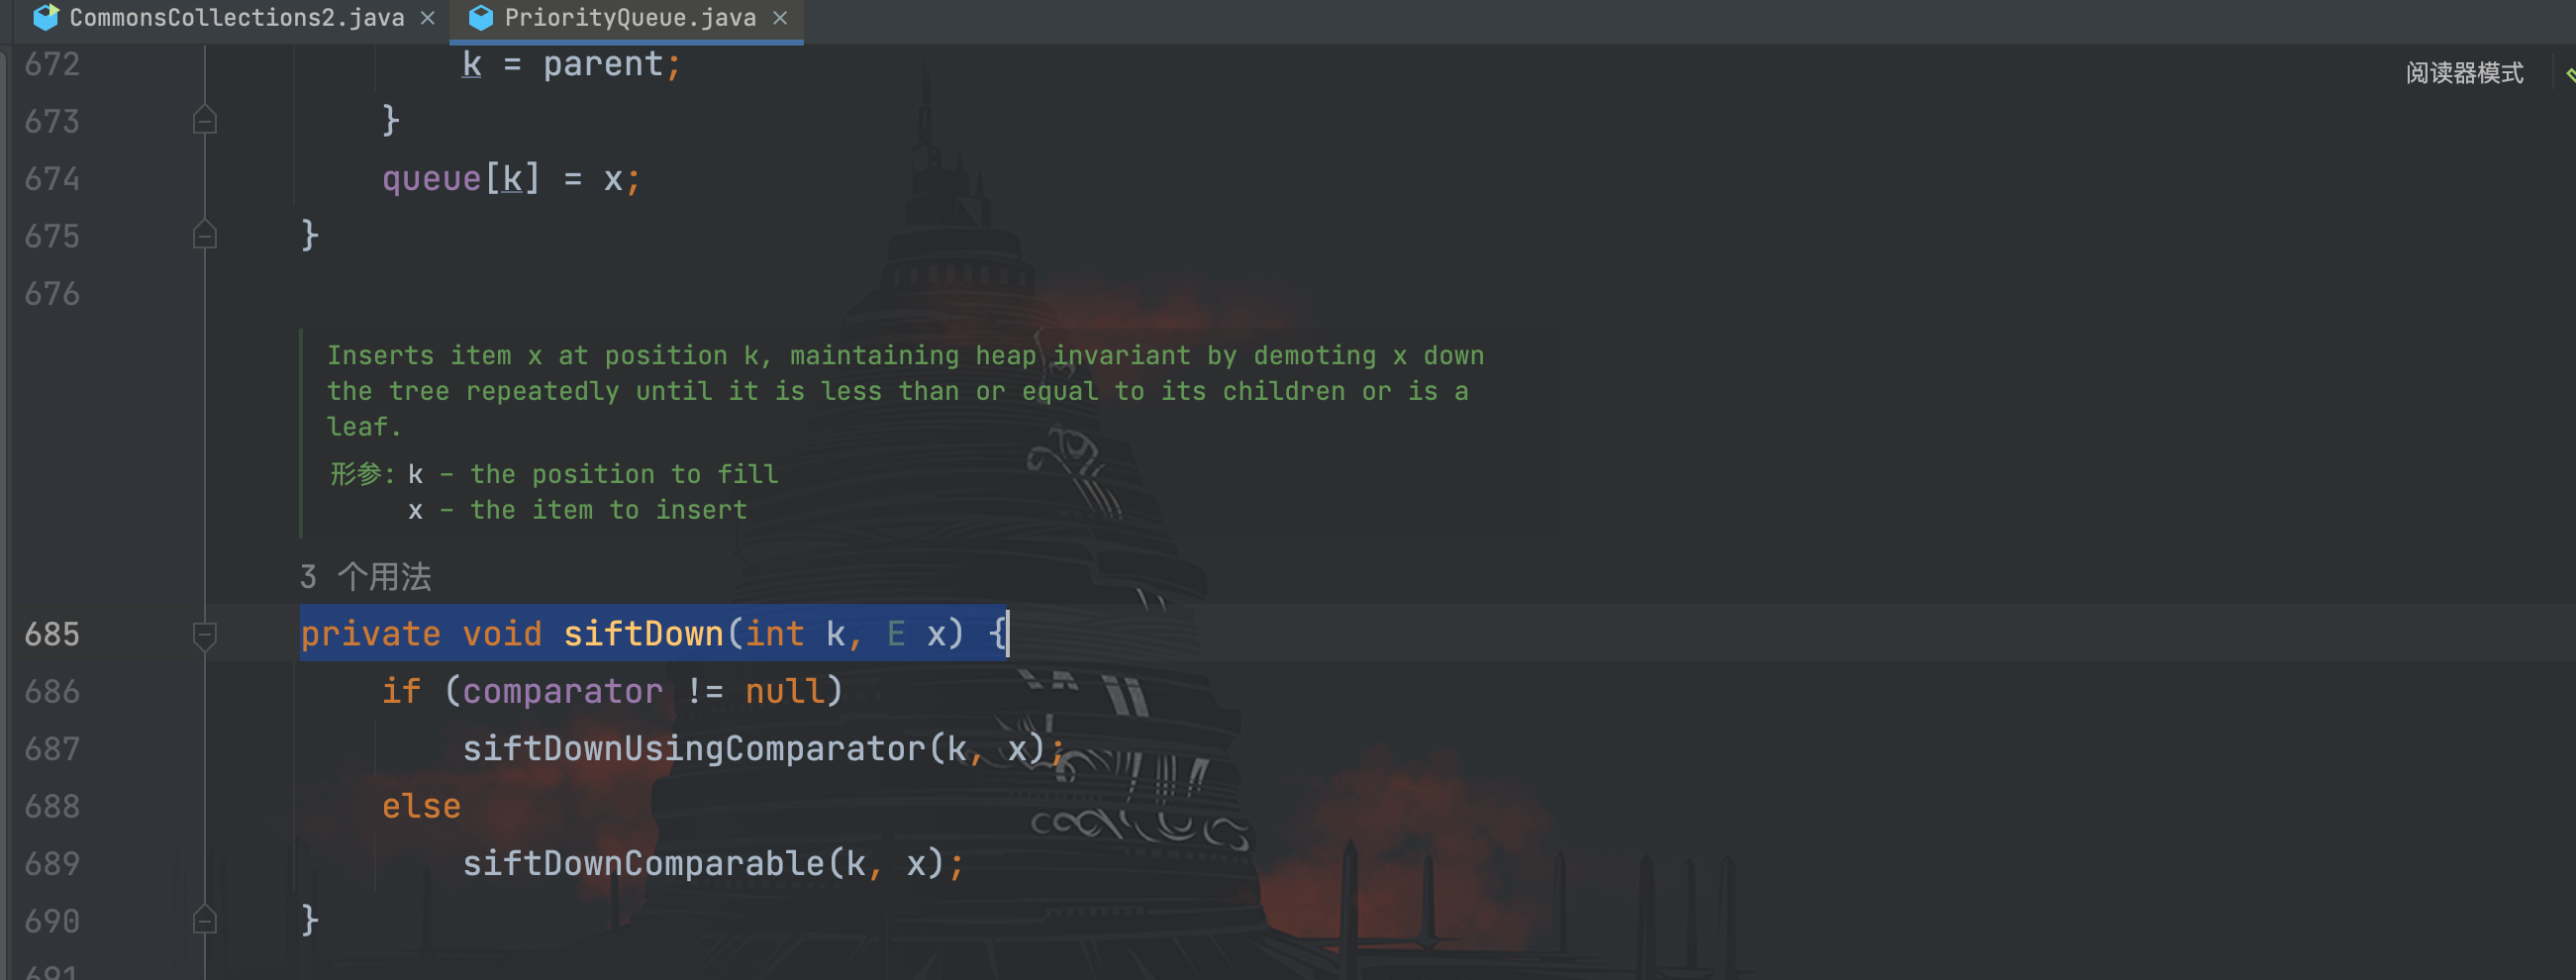 CommonsCollections2.java × PriorityQueue.java ×
672 k = parent;
阅读器模式
673 }
674 queue[k] = x;
675 }
676
Inserts item x at position k, maintaining heap invariant by demoting x down
the tree repeatedly until it is less than or equal to its children or is a
leaf.
形参: k – the position to fill
x – the item to insert
3 个用法
685 private void siftDown(int k, E x) {
686 if (comparator != null)
687 siftDownUsingComparator(k, x);
688 else
689 siftDownComparable(k, x);
690 }
691